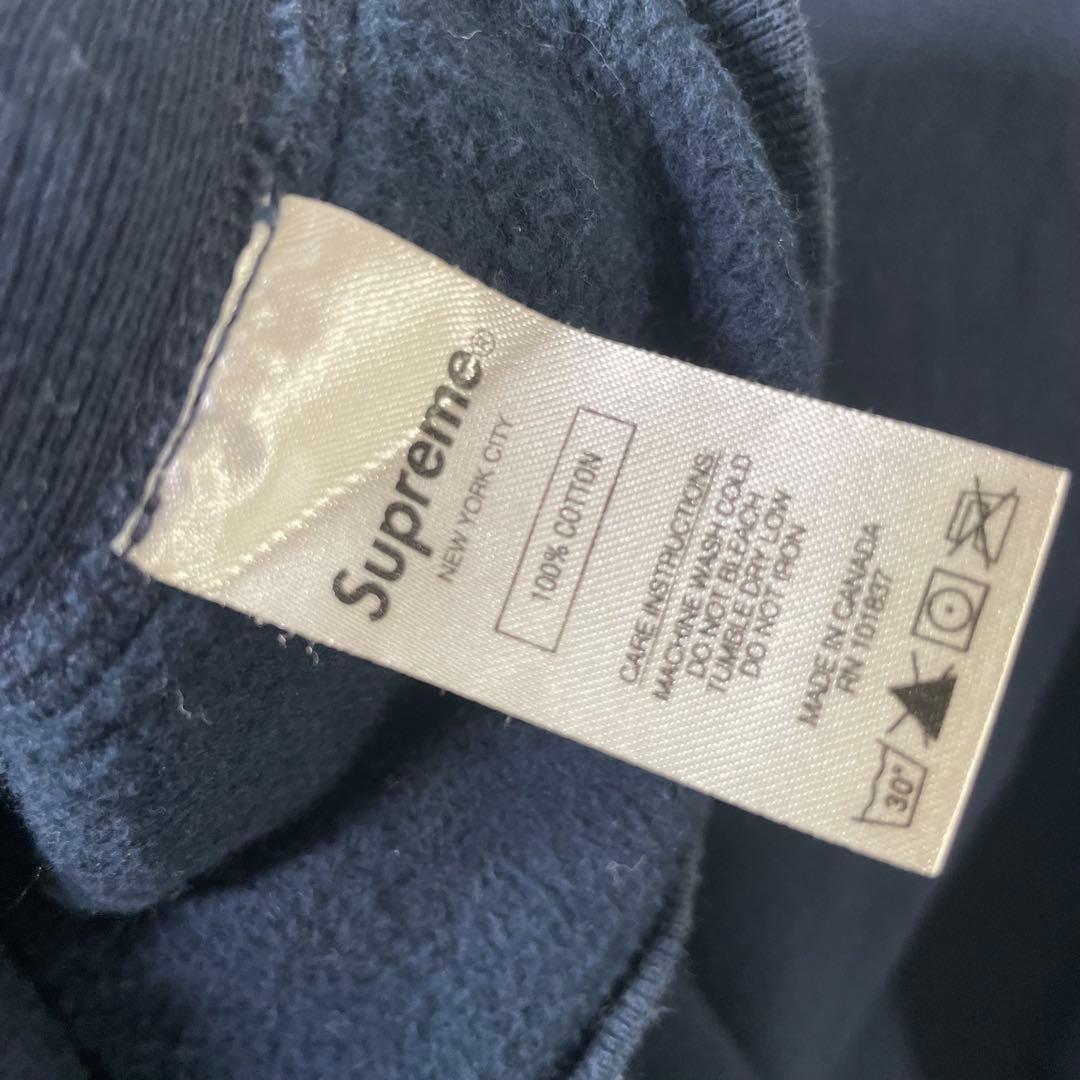 Supreme®
NEW YORK CITY
100% COTTON
CARE INSTRUCTIONS
MACHINE WASH COLD
DO NOT BLEACH
TUMBLE DRY LOW
DO NOT IRON
MADE IN CANADA
RN 101837
30°